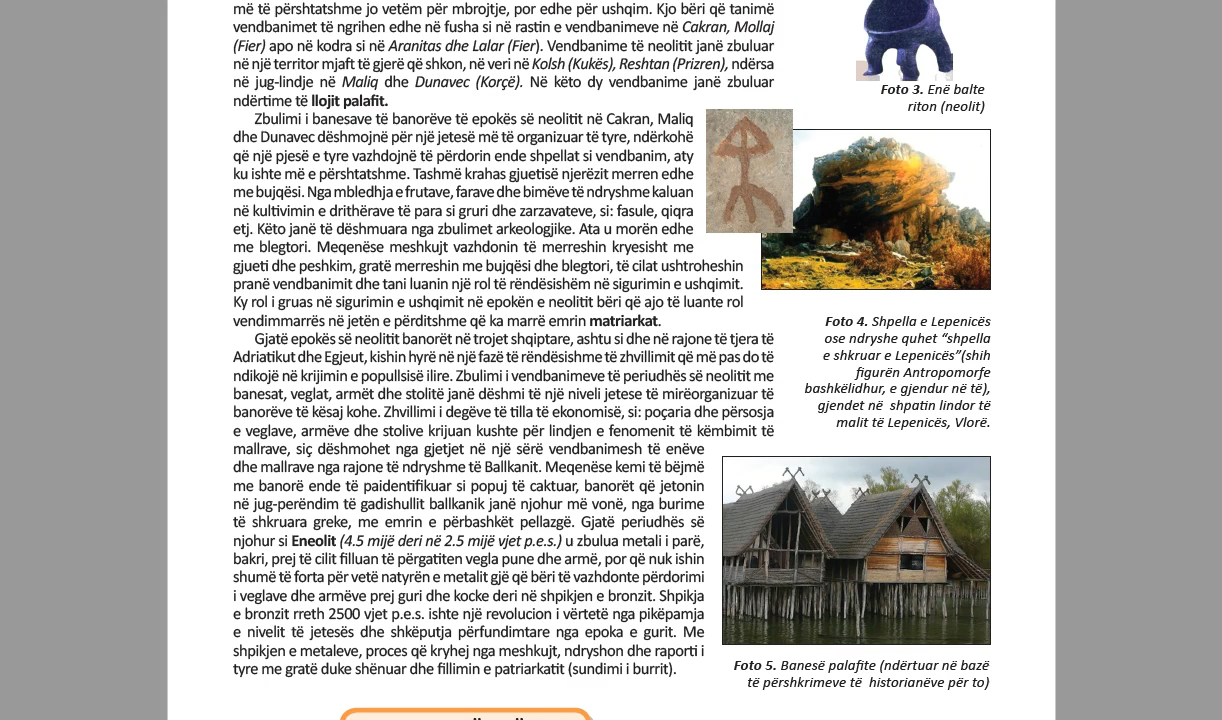 më të përshtatshme jo vetëm për mbrojtje, por edhe për ushqim. Kjo bëri që tanimë
vendbanimet të ngrihen edhe në fusha si në rastin e vendbanimeve në Cakran, Mollaj
(Fier) apo në kodra si në Aranitas dhe Lalar (Fier). Vendbanime të neolitit janë zbuluar
në një territor mjaft të gjerë që shkon, në veri në Kolsh (Kukës), Reshtan (Prizren), ndërsa
në jug-lindje në Maliq dhe Dunavec (Korçë). Në këto dy vendbanime janë zbuluar
ndërtime të llojit palafit.
Zbulimi i banesave të banorëve të epokës së neolitit në Cakran, Maliq
dhe Dunavec dëshmojnë për një jetesë më të organizuar të tyre, ndërkohë
që një pjesë e tyre vazhdojnë të përdorin ende shpellat si vendbanim, aty
ku ishte më e përshtatshme. Tashmë krahas gjuetisë njerëzit merren edhe
me bujqësi. Nga mbledhja e frutave, farave dhe bimëve të ndryshme kaluan
në kultivimin e drithërave të para si gruri dhe zarzavateve, si: fasule, qiqra
etj. Këto janë të dëshmuara nga zbulimet arkeologjike. Ata u morën edhe
me blegtori. Meqenëse meshkujt vazhdonin të merreshin kryesisht me
gjueti dhe peshkim, gratë merreshin me bujqësi dhe blegtori, të cilat ushtroheshin
pranë vendbanimit dhe tani luanin një rol të rëndësishëm në sigurimin e ushqimit.
Ky rol i gruas në sigurimin e ushqimit në epokën e neolitit bëri që ajo të luante rol
vendimmarrës në jetën e përditshme që ka marrë emrin matriarkat.
Gjatë epokës së neolitit banorët në trojet shqiptare, ashtu si dhe në rajone të tjera të
Adriatikut dhe Egjeut, kishin hyrë në një fazë të rëndësishme të zhvillimit që më pas do të
ndikojë në krijimin e popullsisë ilire. Zbulimi i vendbanimeve të periudhës së neolitit me
banesat, veglat, armët dhe stolitë janë dëshmi të një niveli jetese të mirëorganizuar të
banorëve të kësaj kohe. Zhvillimi i degëve të tilla të ekonomisë, si: poçaria dhe përsosja
e veglave, armëve dhe stolive krijuan kushte për lindjen e fenomenit të këmbimit të
mallrave, siç dëshmohet nga gjetjet në një sërë vendbanimesh të enëve
dhe mallrave nga rajone të ndryshme të Ballkanit. Meqenëse kemi të bëjmë
me banorë ende të paidentifikuar si popuj të caktuar, banorët që jetonin
në jug-perëndim të gadishullit ballkanik janë njohur më vonë, nga burime
të shkruara greke, me emrin e përbashkët pellazgë. Gjatë periudhës së
njohur si Eneolit (4.5 mijë deri në 2.5 mijë vjet p.e.s.) u zbulua metali i parë,
bakri, prej të cilit filluan të përgatiten vegla pune dhe armë, por që nuk ishin
shumë të forta për vetë natyrën e metalit gjë që bëri të vazhdonte përdorimi
i veglave dhe armëve prej guri dhe kocke deri në shpikjen e bronzit. Shpikja
e bronzit rreth 2500 vjet p.e.s. ishte një revolucion i vërtetë nga pikëpamja
e nivelit të jetesës dhe shkëputja përfundimtare nga epoka e gurit. Me
shpikjen e metaleve, proces që kryhej nga meshkujt, ndryshon dhe raporti i
tyre me gratë duke shënuar dhe fillimin e patriarkatit (sundimi i burrit).
Foto 3. Enë balte
riton (neolit)
Foto 4. Shpella e Lepenicës
ose ndryshe quhet “shpella
e shkruar e Lepenicës”(shih
figurën Antropomorfe
bashkëlidhur, e gjendur në të),
gjendet në shpatin lindor të
malit të Lepenicës, Vlorë.
Foto 5. Banesë palafite (ndërtuar në bazë
të përshkrimeve të historianëve për to)